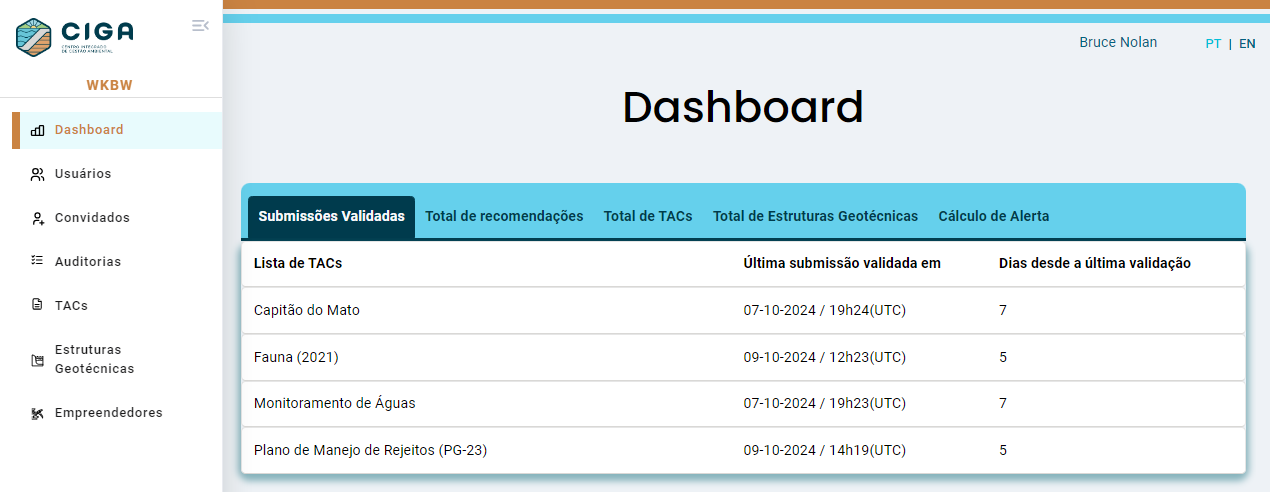 CIGA
CENTRO INTEGRADO
DE GESTÃO AMBIENTAL
WKBW
Dashboard
Usuários
Convidados
Auditorias
TACs
Estruturas
Geotécnicas
Empreendedores
Bruce Nolan
PT | EN
Dashboard
Submissões Validadas Total de recomendações Total de TACs Total de Estruturas Geotécnicas Cálculo de Alerta
Lista de TACs Última submissão validada em Dias desde a última validação
Capitão do Mato 07-10-2024 / 19h24(UTC) 7
Fauna (2021) 09-10-2024 / 12h23(UTC) 5
Monitoramento de Águas 07-10-2024 / 19h23(UTC) 7
Plano de Manejo de Rejeitos (PG-23) 09-10-2024 / 14h19(UTC) 5